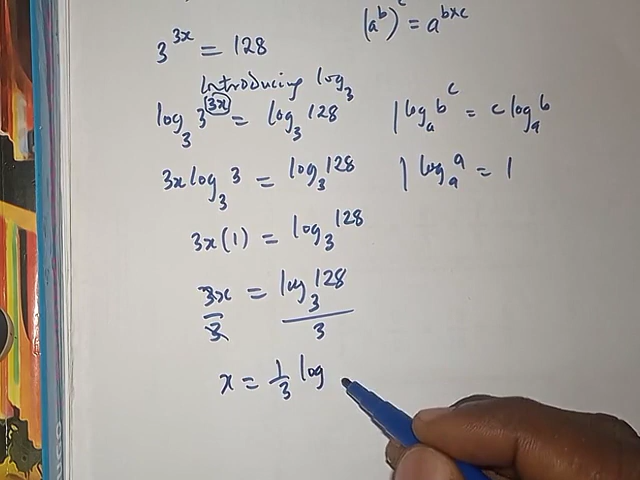 (a^b)^c = a^{b×c}
3^{3x} = 128
Introducing log_3
log_3 3^{3x} = log_3 128
| log_a b^c = c log_a b
3x log_3 3 = log_3 128
| log_a a = 1
3x(1) = log_3 128
3x/3 = log_3 128/3
x = 1/3 log